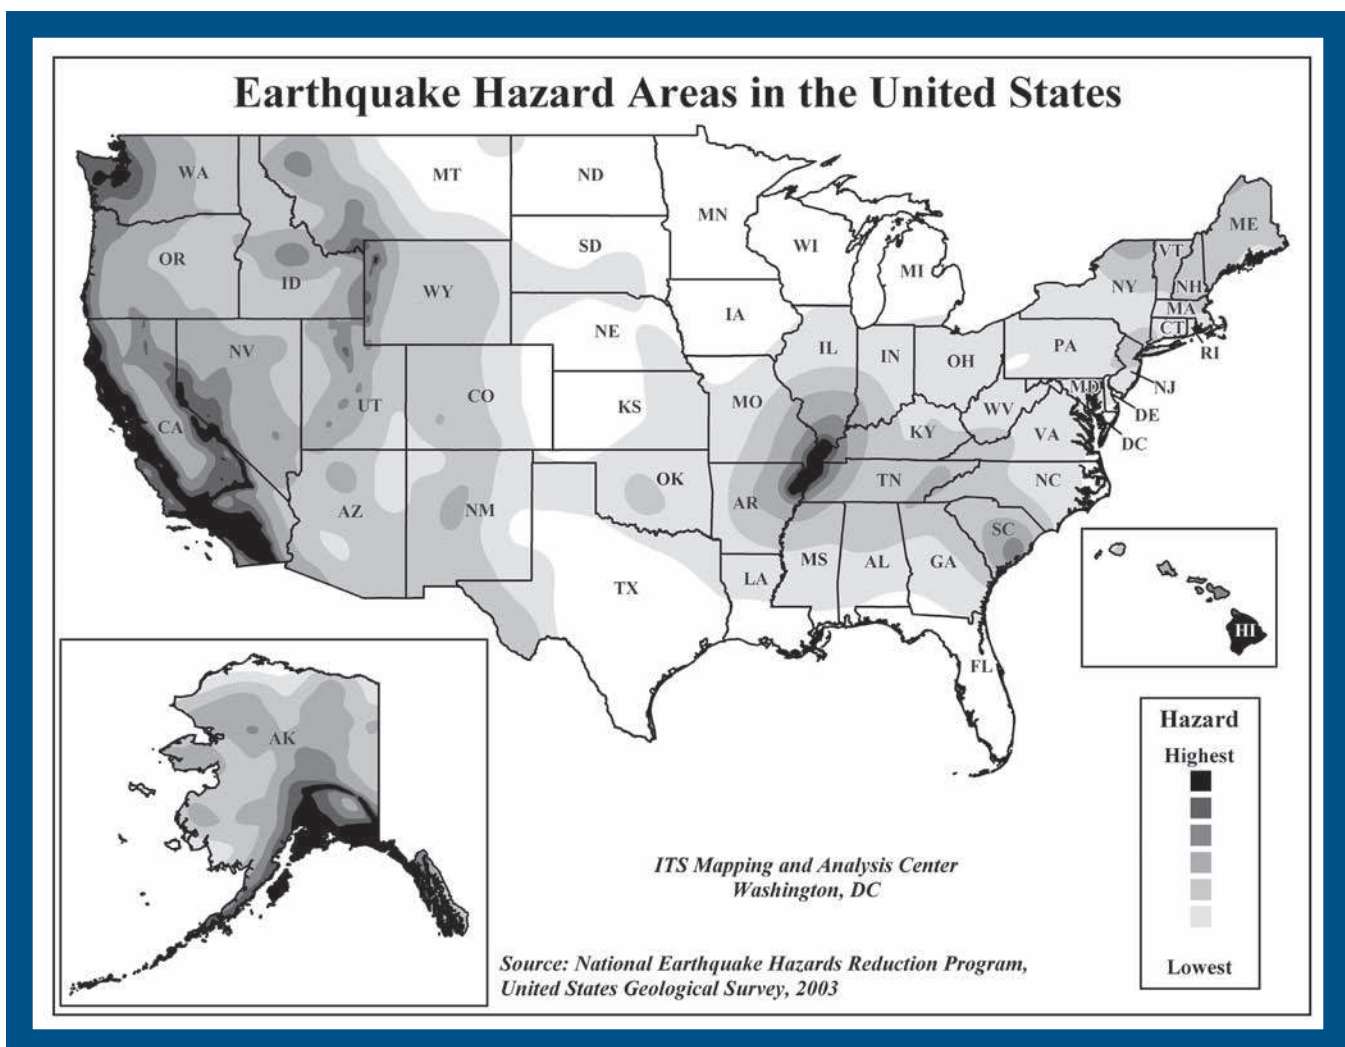 Earthquake Hazard Areas in the United States
WA
MT
ND
MN
ME
VT
OR
ID
WY
SD
WI
MI
NY
NH
MA
CT
RI
NV
UT
CO
NE
IA
IL
IN
OH
PA
NJ
MD
DE
DC
CA
KS
MO
KY
WV
VA
AZ
NM
OK
AR
TN
NC
SC
TX
LA
MS
AL
GA
FL
AK
HI
Hazard
Highest
Lowest
ITS Mapping and Analysis Center
Washington, DC
Source: National Earthquake Hazards Reduction Program,
United States Geological Survey, 2003